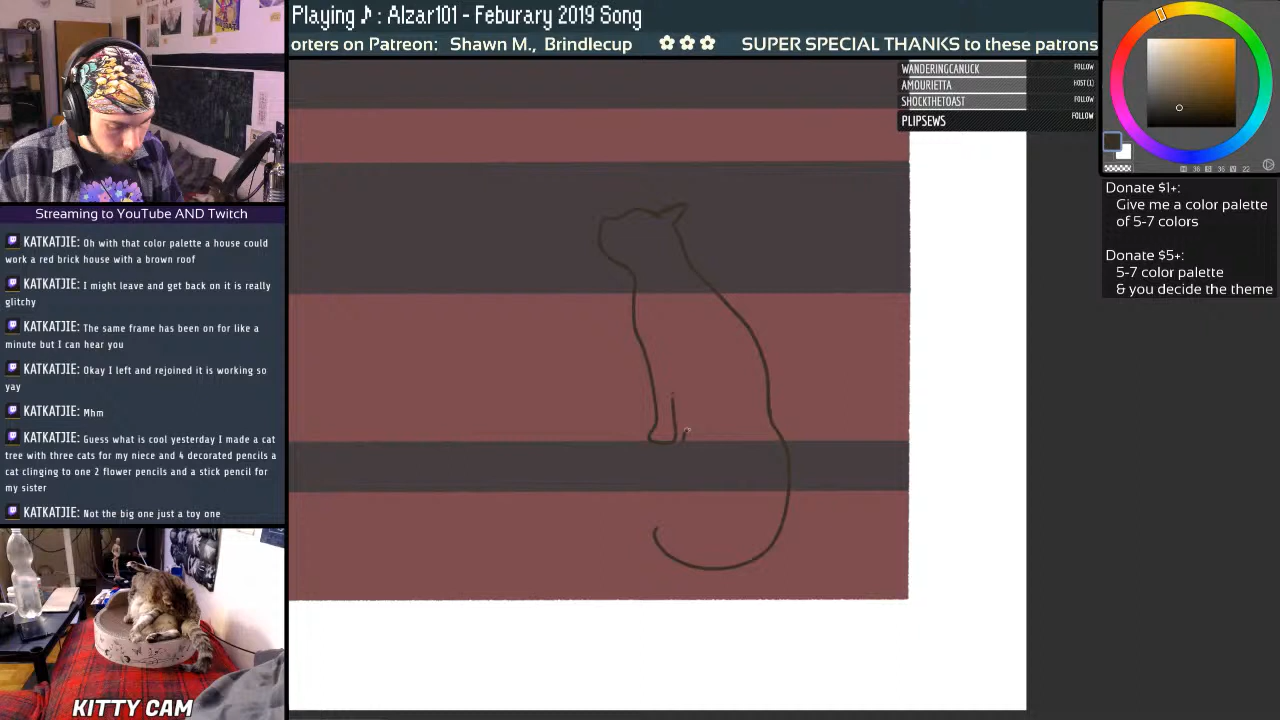 Playing ♪ : Alzar101 - Feburary 2019 Song
orters on Patreon: Shawn M., Brindlecup ✿ ✿ ✿ SUPER SPECIAL THANKS to these patrons
WANDERINGCANUCK FOLLOW
AMOURIETTA HOST(1)
SHOCKTHETOAST FOLLOW
PLIPSEWS FOLLOW
H 36 S 36 V 22
Donate $1+:
Give me a color palette
of 5-7 colors
Donate $5+:
5-7 color palette
& you decide the theme
Streaming to YouTube AND Twitch
KATKATJIE: Oh with that color palette a house could
work a red brick house with a brown roof
KATKATJIE: I might leave and get back on it is really
glitchy
KATKATJIE: The same frame has been on for like a
minute but I can hear you
KATKATJIE: Okay I left and rejoined it is working so
yay
KATKATJIE: Mhm
KATKATJIE: Guess what is cool yesterday I made a cat
tree with three cats for my niece and 4 decorated pencils a
cat clinging to one 2 flower pencils and a stick pencil for
my sister
KATKATJIE: Not the big one just a toy one
KITTY CAM